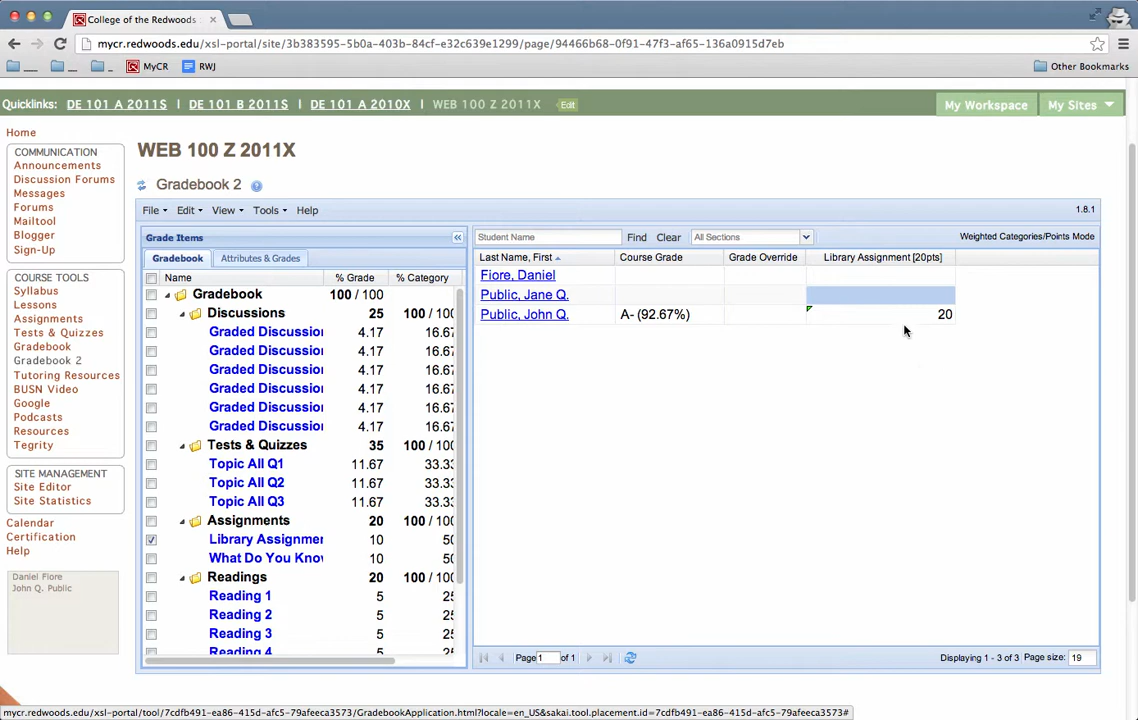 College of the Redwoods
mycr.redwoods.edu/xsl-portal/site/3b383595-5b0a-403b-84cf-e32c639e1299/page/94466b68-0f91-47f3-af65-136a0915d7eb
MyCR RWJ Other Bookmarks
Quicklinks: DE 101 A 2011S | DE 101 B 2011S | DE 101 A 2010X | WEB 100 Z 2011X Edit My Workspace My Sites
Home
COMMUNICATION
Announcements
Discussion Forums
Messages
Forums
Mailtool
Blogger
Sign-Up
COURSE TOOLS
Syllabus
Lessons
Assignments
Tests & Quizzes
Gradebook
Gradebook 2
Tutoring Resources
BUSN Video
Google
Podcasts
Resources
Tegrity
SITE MANAGEMENT
Site Editor
Site Statistics
Calendar
Certification
Help
Daniel Fiore
John Q. Public
WEB 100 Z 2011X
Gradebook 2
File Edit View Tools Help 1.8.1
Grade Items
Gradebook Attributes & Grades
Name % Grade % Category
Gradebook 100 / 100
Discussions 25 100 / 100
Graded Discussion 4.17 16.67
Graded Discussion 4.17 16.67
Graded Discussion 4.17 16.67
Graded Discussion 4.17 16.67
Graded Discussion 4.17 16.67
Graded Discussion 4.17 16.67
Tests & Quizzes 35 100 / 100
Topic All Q1 11.67 33.33
Topic All Q2 11.67 33.33
Topic All Q3 11.67 33.33
Assignments 20 100 / 100
Library Assignmer 10 50
What Do You Knov 10 50
Readings 20 100 / 100
Reading 1 5 25
Reading 2 5 25
Reading 3 5 25
Reading 4 5 25
Student Name Find Clear All Sections Weighted Categories/Points Mode
Last Name, First Course Grade Grade Override Library Assignment [20pts]
Fiore, Daniel
Public, Jane Q.
Public, John Q. A- (92.67%) 20
Page 1 of 1 Displaying 1 - 3 of 3 Page size: 19
mycr.redwoods.edu/xsl-portal/tool/7cdfb491-ea86-415d-afc5-79afeeca3573/GradebookApplication.html?locale=en_US&sakai.tool.placement.id=7cdfb491-ea86-415d-afc5-79afeeca3573#